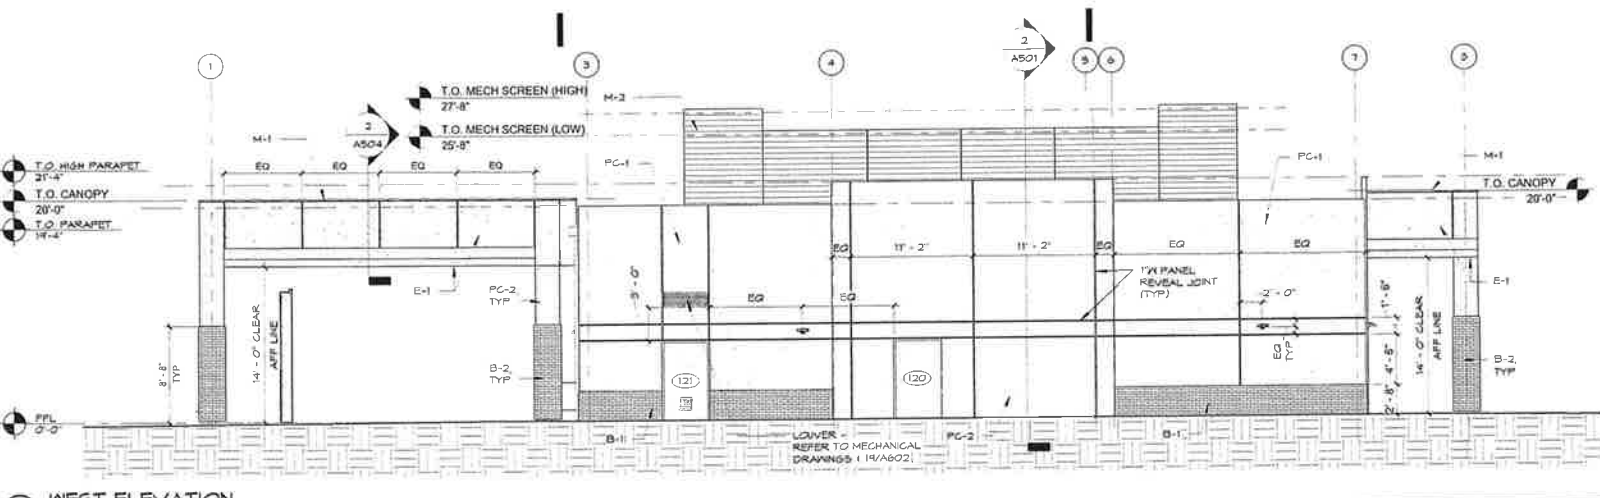 1
3
4
2
A501
5
6
7
T.O. MECH SCREEN (HIGH)
27'-8"
M-2
T.O. MECH SCREEN (LOW)
25'-8"
M-1
2
A504
PC-1
PC-1
M-1
T.O. HIGH PARAPET
21'-4"
T.O. CANOPY
20'-0"
T.O. PARAPET
19'-4"
EQ
EQ
EQ
EQ
T.O. CANOPY
20'-0"
EQ
11' - 2"
11' - 2"
EQ
EQ
EQ
E-1
PC-2,
TYP
EQ
EQ
1"W PANEL
REVEAL JOINT
(TYP)
2' - 0"
E-1
14' - 0" CLEAR
AFF LINE
8' - 8"
TYP
B-2,
TYP
121
120
EQ
TYP
4' - 8"
2' - 8"
14' - 0" CLEAR
AFF LINE
B-2,
TYP
FFL
0'-0"
B-1
LOUVER -
REFER TO MECHANICAL
DRAWINGS ( 19/A602)
PC-2
B-1
WEST ELEVATION